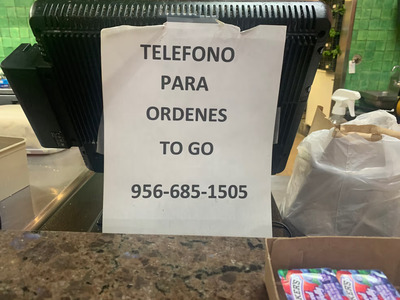 TELEFONO
PARA
ORDENES
TO GO
956-685-1505